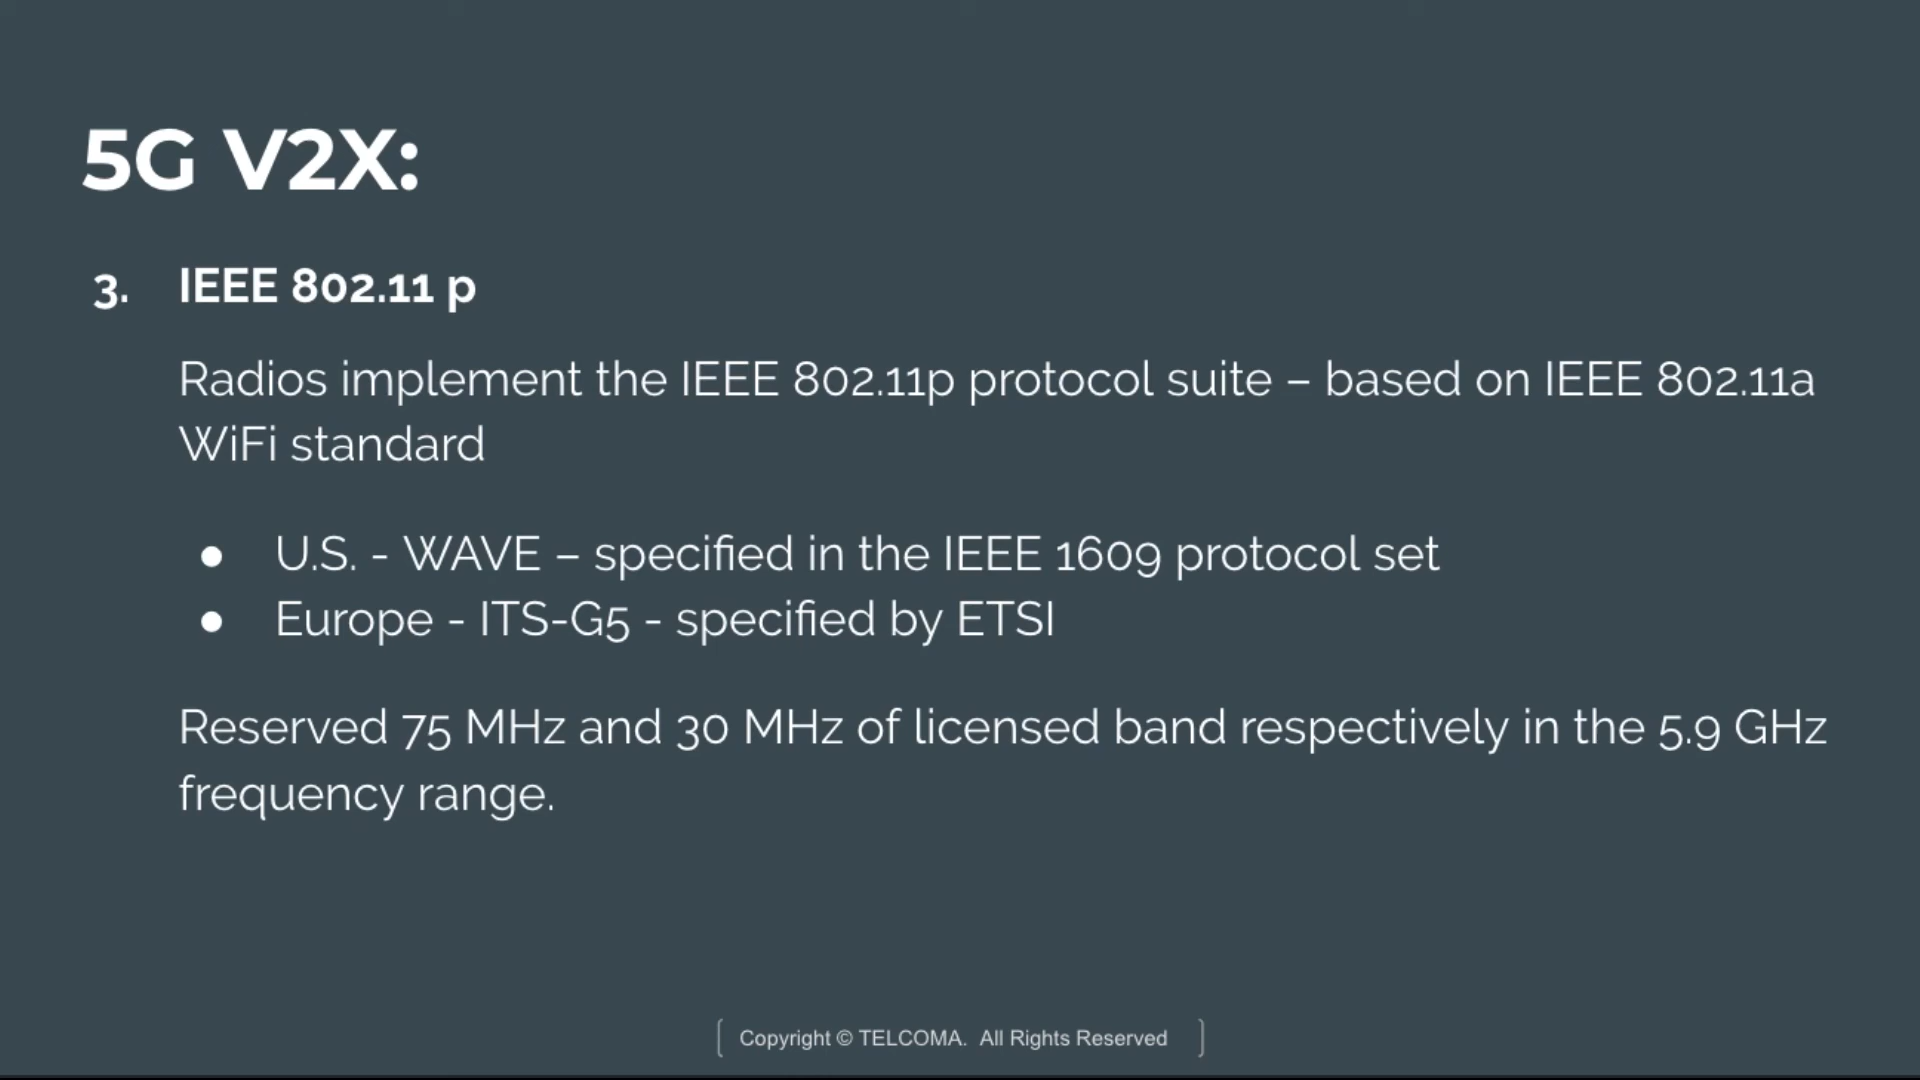 5G V2X:
3. IEEE 802.11 p
Radios implement the IEEE 802.11p protocol suite – based on IEEE 802.11a
WiFi standard
● U.S. - WAVE – specified in the IEEE 1609 protocol set
● Europe - ITS-G5 - specified by ETSI
Reserved 75 MHz and 30 MHz of licensed band respectively in the 5.9 GHz
frequency range.
Copyright © TELCOMA. All Rights Reserved